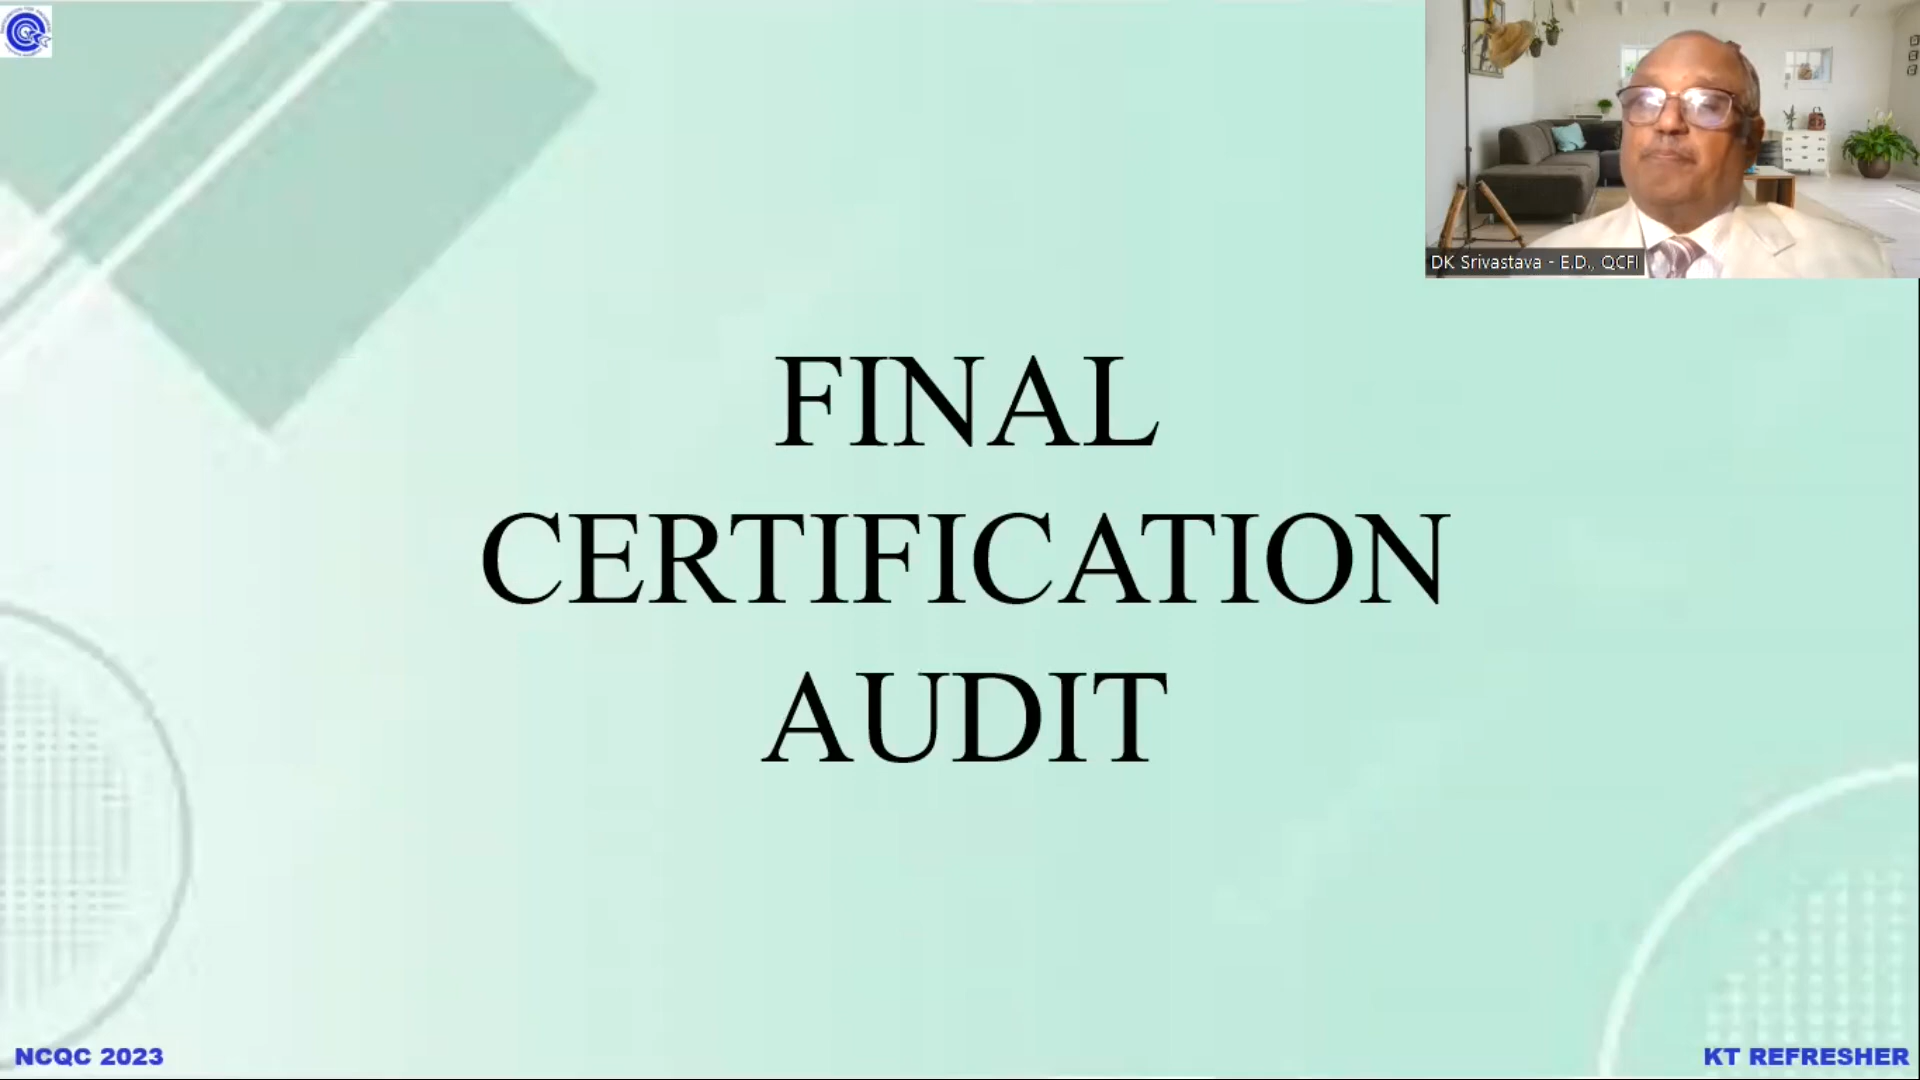 DK Srivastava - E.D., QCFI
FINAL
CERTIFICATION
AUDIT
NCQC 2023
KT REFRESHER